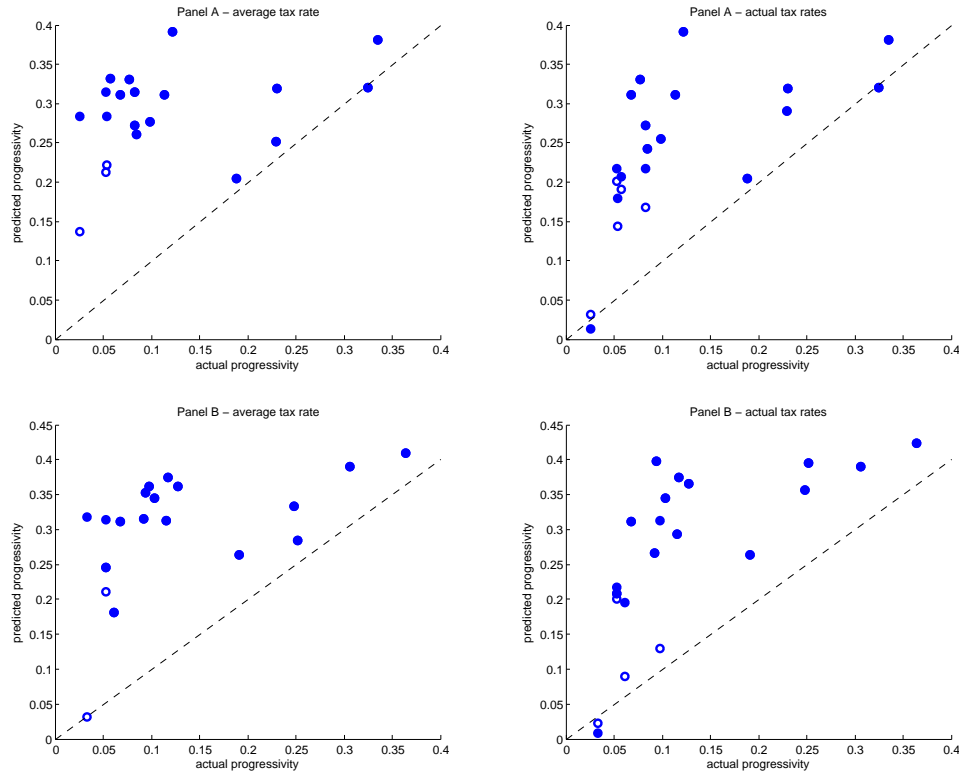 Panel A − average tax rate
0.4
0.35
0.3
0.25
0.2
0.15
0.1
0.05
0
predicted progressivity
0 0.05 0.1 0.15 0.2 0.25 0.3 0.35 0.4
actual progressivity
Panel A − actual tax rates
0.4
0.35
0.3
0.25
0.2
0.15
0.1
0.05
0
predicted progressivity
0 0.05 0.1 0.15 0.2 0.25 0.3 0.35 0.4
actual progressivity
Panel B − average tax rate
0.45
0.4
0.35
0.3
0.25
0.2
0.15
0.1
0.05
0
predicted progressivity
0 0.05 0.1 0.15 0.2 0.25 0.3 0.35 0.4
actual progressivity
Panel B − actual tax rates
0.45
0.4
0.35
0.3
0.25
0.2
0.15
0.1
0.05
0
predicted progressivity
0 0.05 0.1 0.15 0.2 0.25 0.3 0.35 0.4
actual progressivity